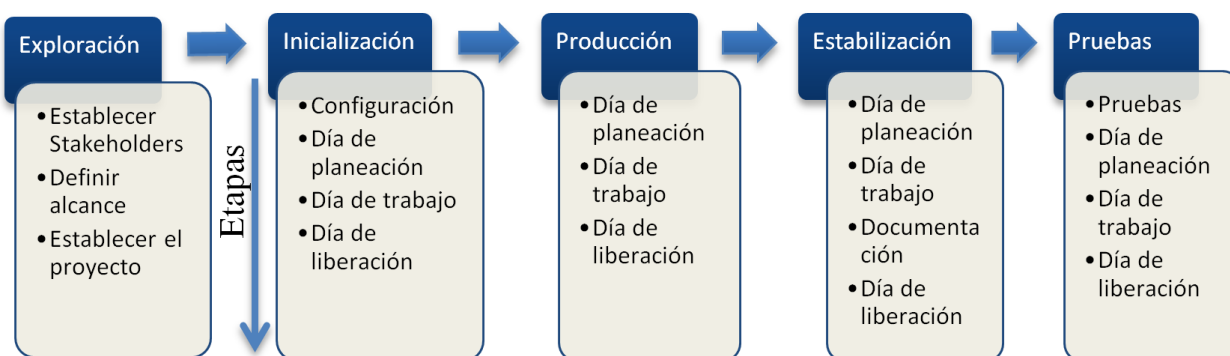 Exploración
• Establecer
Stakeholders
• Definir
alcance
• Establecer el
proyecto
Etapas
Inicialización
• Configuración
• Día de
planeación
• Día de trabajo
• Día de
liberación
Producción
• Día de
planeación
• Día de
trabajo
• Día de
liberación
Estabilización
• Día de
planeación
• Día de
trabajo
• Documenta
ción
• Día de
liberación
Pruebas
• Pruebas
• Día de
planeación
• Día de
trabajo
• Día de
liberación